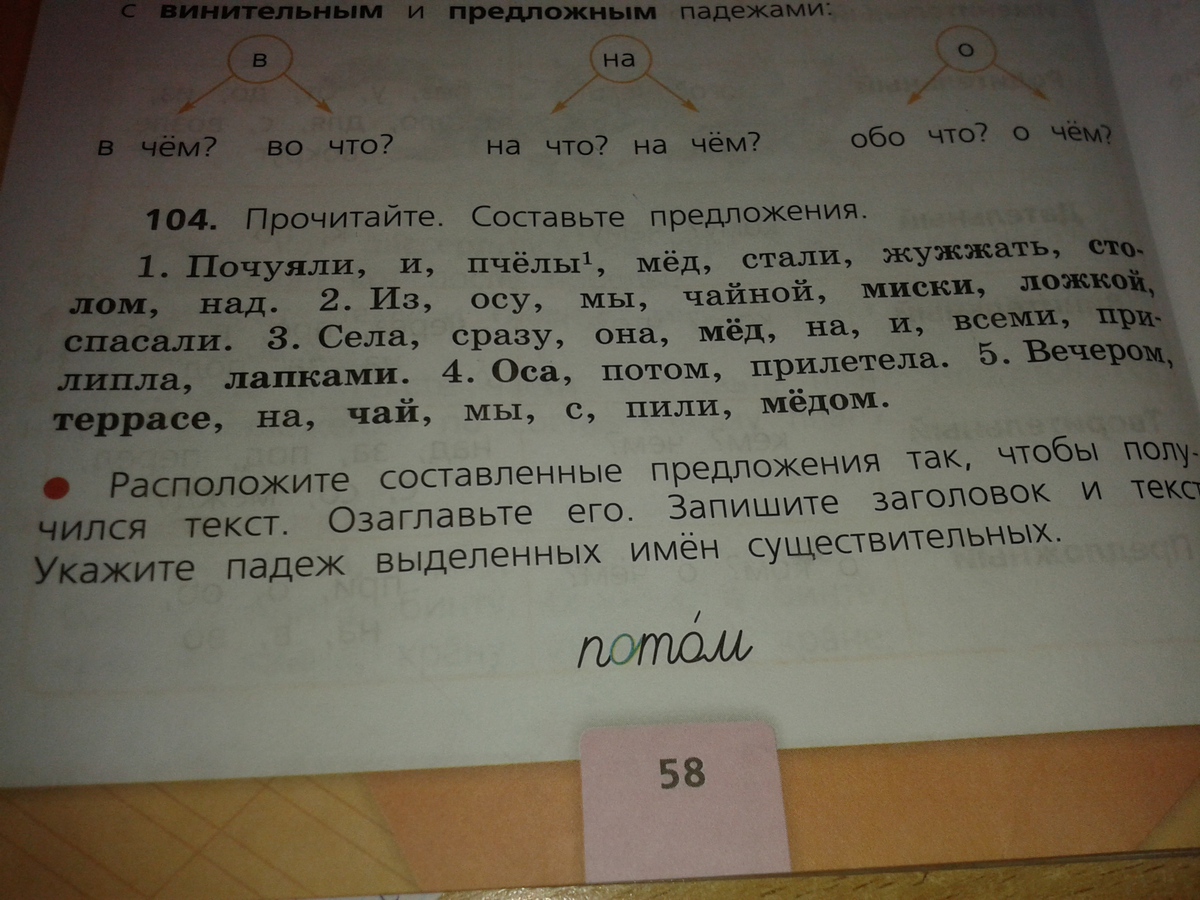 с винительным и предложным падежами:
в на о
в чём? во что? на что? на чём? обо что? о чём?
104. Прочитайте. Составьте предложения.
1. Почуяли, и, пчёлы¹, мёд, стали, жужжать, сто-
лом, над. 2. Из, осу, мы, чайной, миски, ложкой,
спасали. 3. Села, сразу, она, мёд, на, и, всеми, при-
липла, лапками. 4. Оса, потом, прилетела. 5. Вечером,
террасе, на, чай, мы, с, пили, мёдом.
Расположите составленные предложения так, чтобы полу-
чился текст. Озаглавьте его. Запишите заголовок и текст
Укажите падеж выделенных имён существительных.
пото́м
58